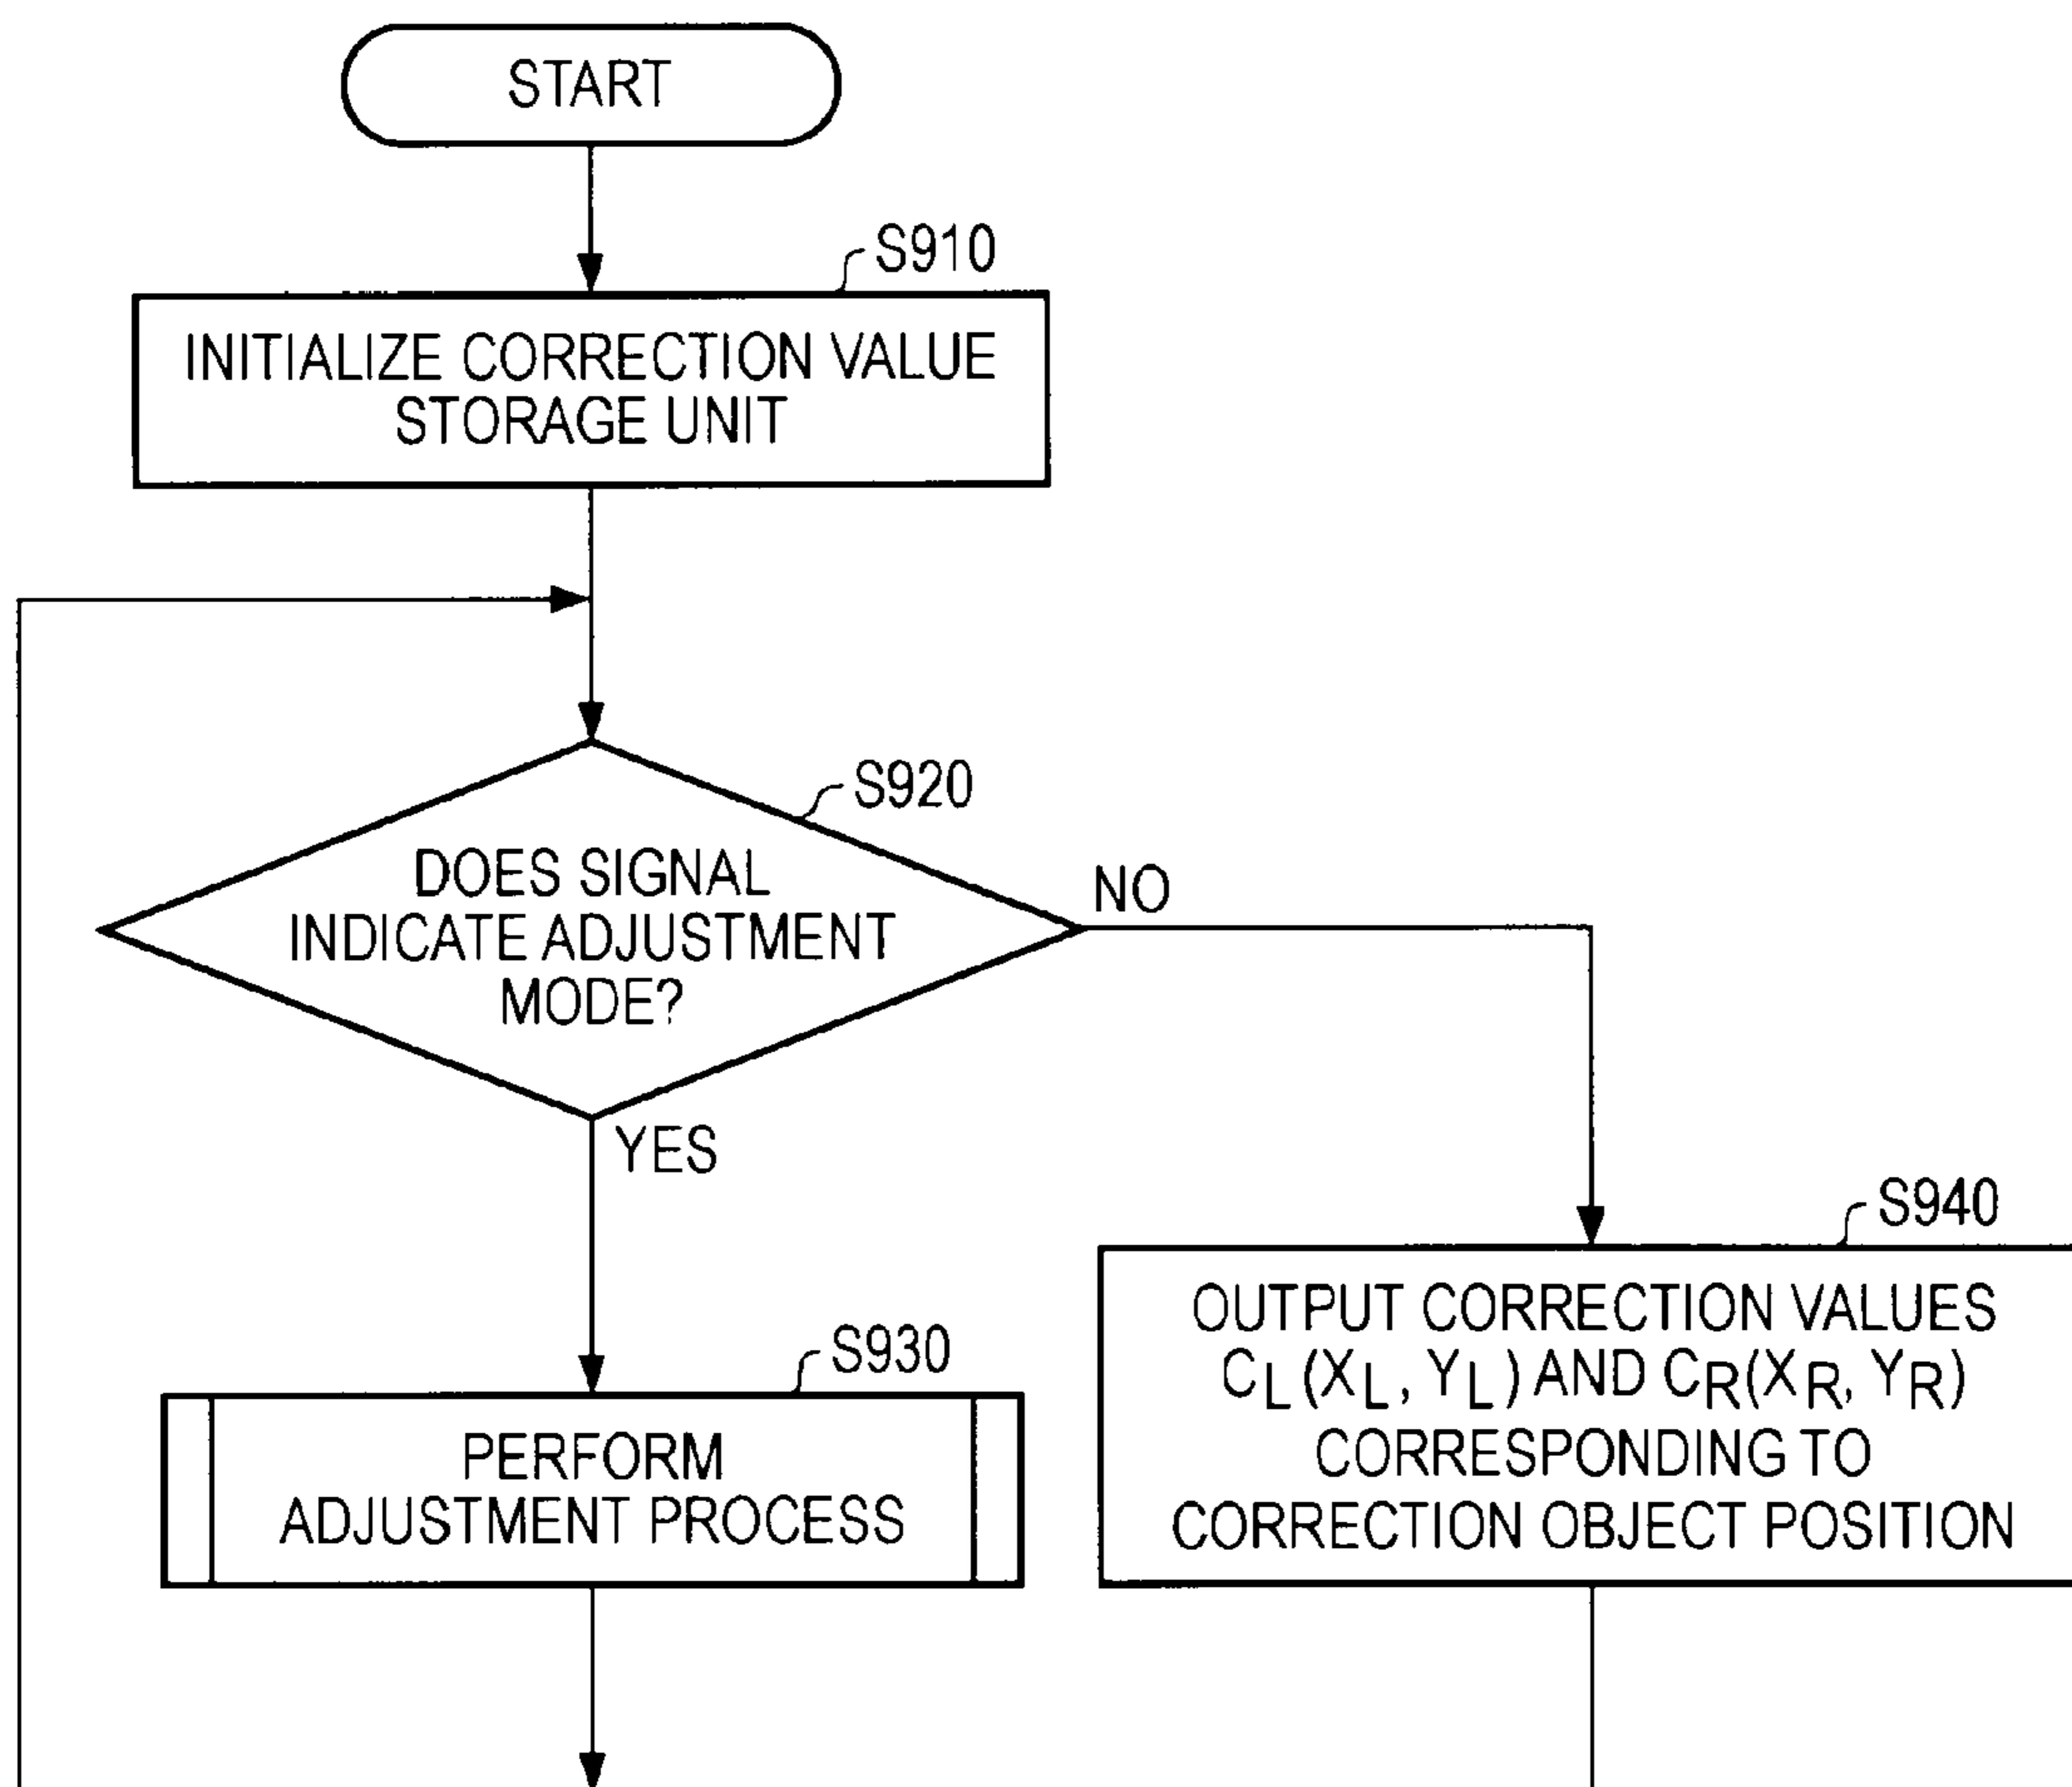 START
S910
INITIALIZE CORRECTION VALUE
STORAGE UNIT
S920
DOES SIGNAL
INDICATE ADJUSTMENT
MODE?
NO
YES
S930
PERFORM
ADJUSTMENT PROCESS
S940
OUTPUT CORRECTION VALUES
CL(XL, YL) AND CR(XR, YR)
CORRESPONDING TO
CORRECTION OBJECT POSITION